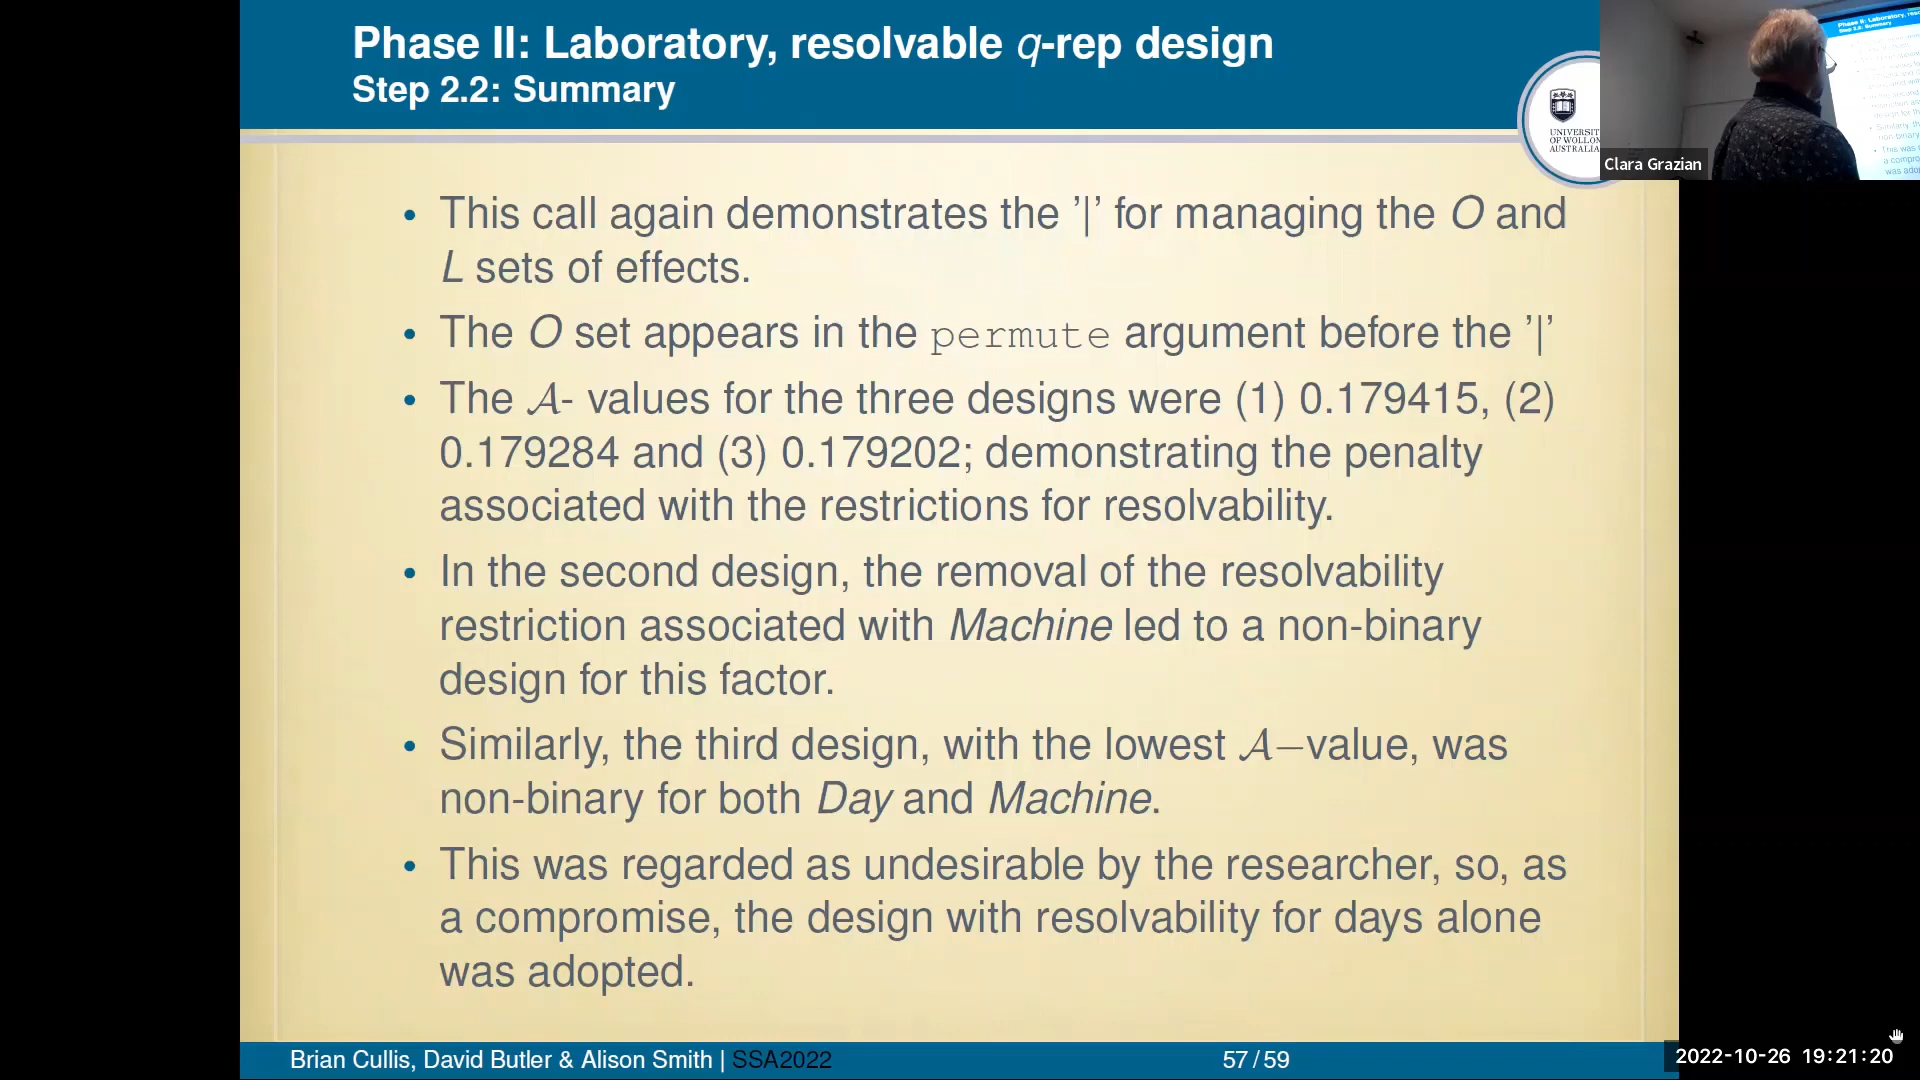 Phase II: Laboratory, resolvable q-rep design
Step 2.2: Summary
UNIVERSIT
OF WOLLON
AUSTRALIA
Clara Grazian
• This call again demonstrates the '|' for managing the O and
L sets of effects.
• The O set appears in the permute argument before the '|'
• The 𝒜- values for the three designs were (1) 0.179415, (2)
0.179284 and (3) 0.179202; demonstrating the penalty
associated with the restrictions for resolvability.
• In the second design, the removal of the resolvability
restriction associated with Machine led to a non-binary
design for this factor.
• Similarly, the third design, with the lowest 𝒜−value, was
non-binary for both Day and Machine.
• This was regarded as undesirable by the researcher, so, as
a compromise, the design with resolvability for days alone
was adopted.
Brian Cullis, David Butler & Alison Smith | SSA2022
57 / 59
2022-10-26 19:21:20